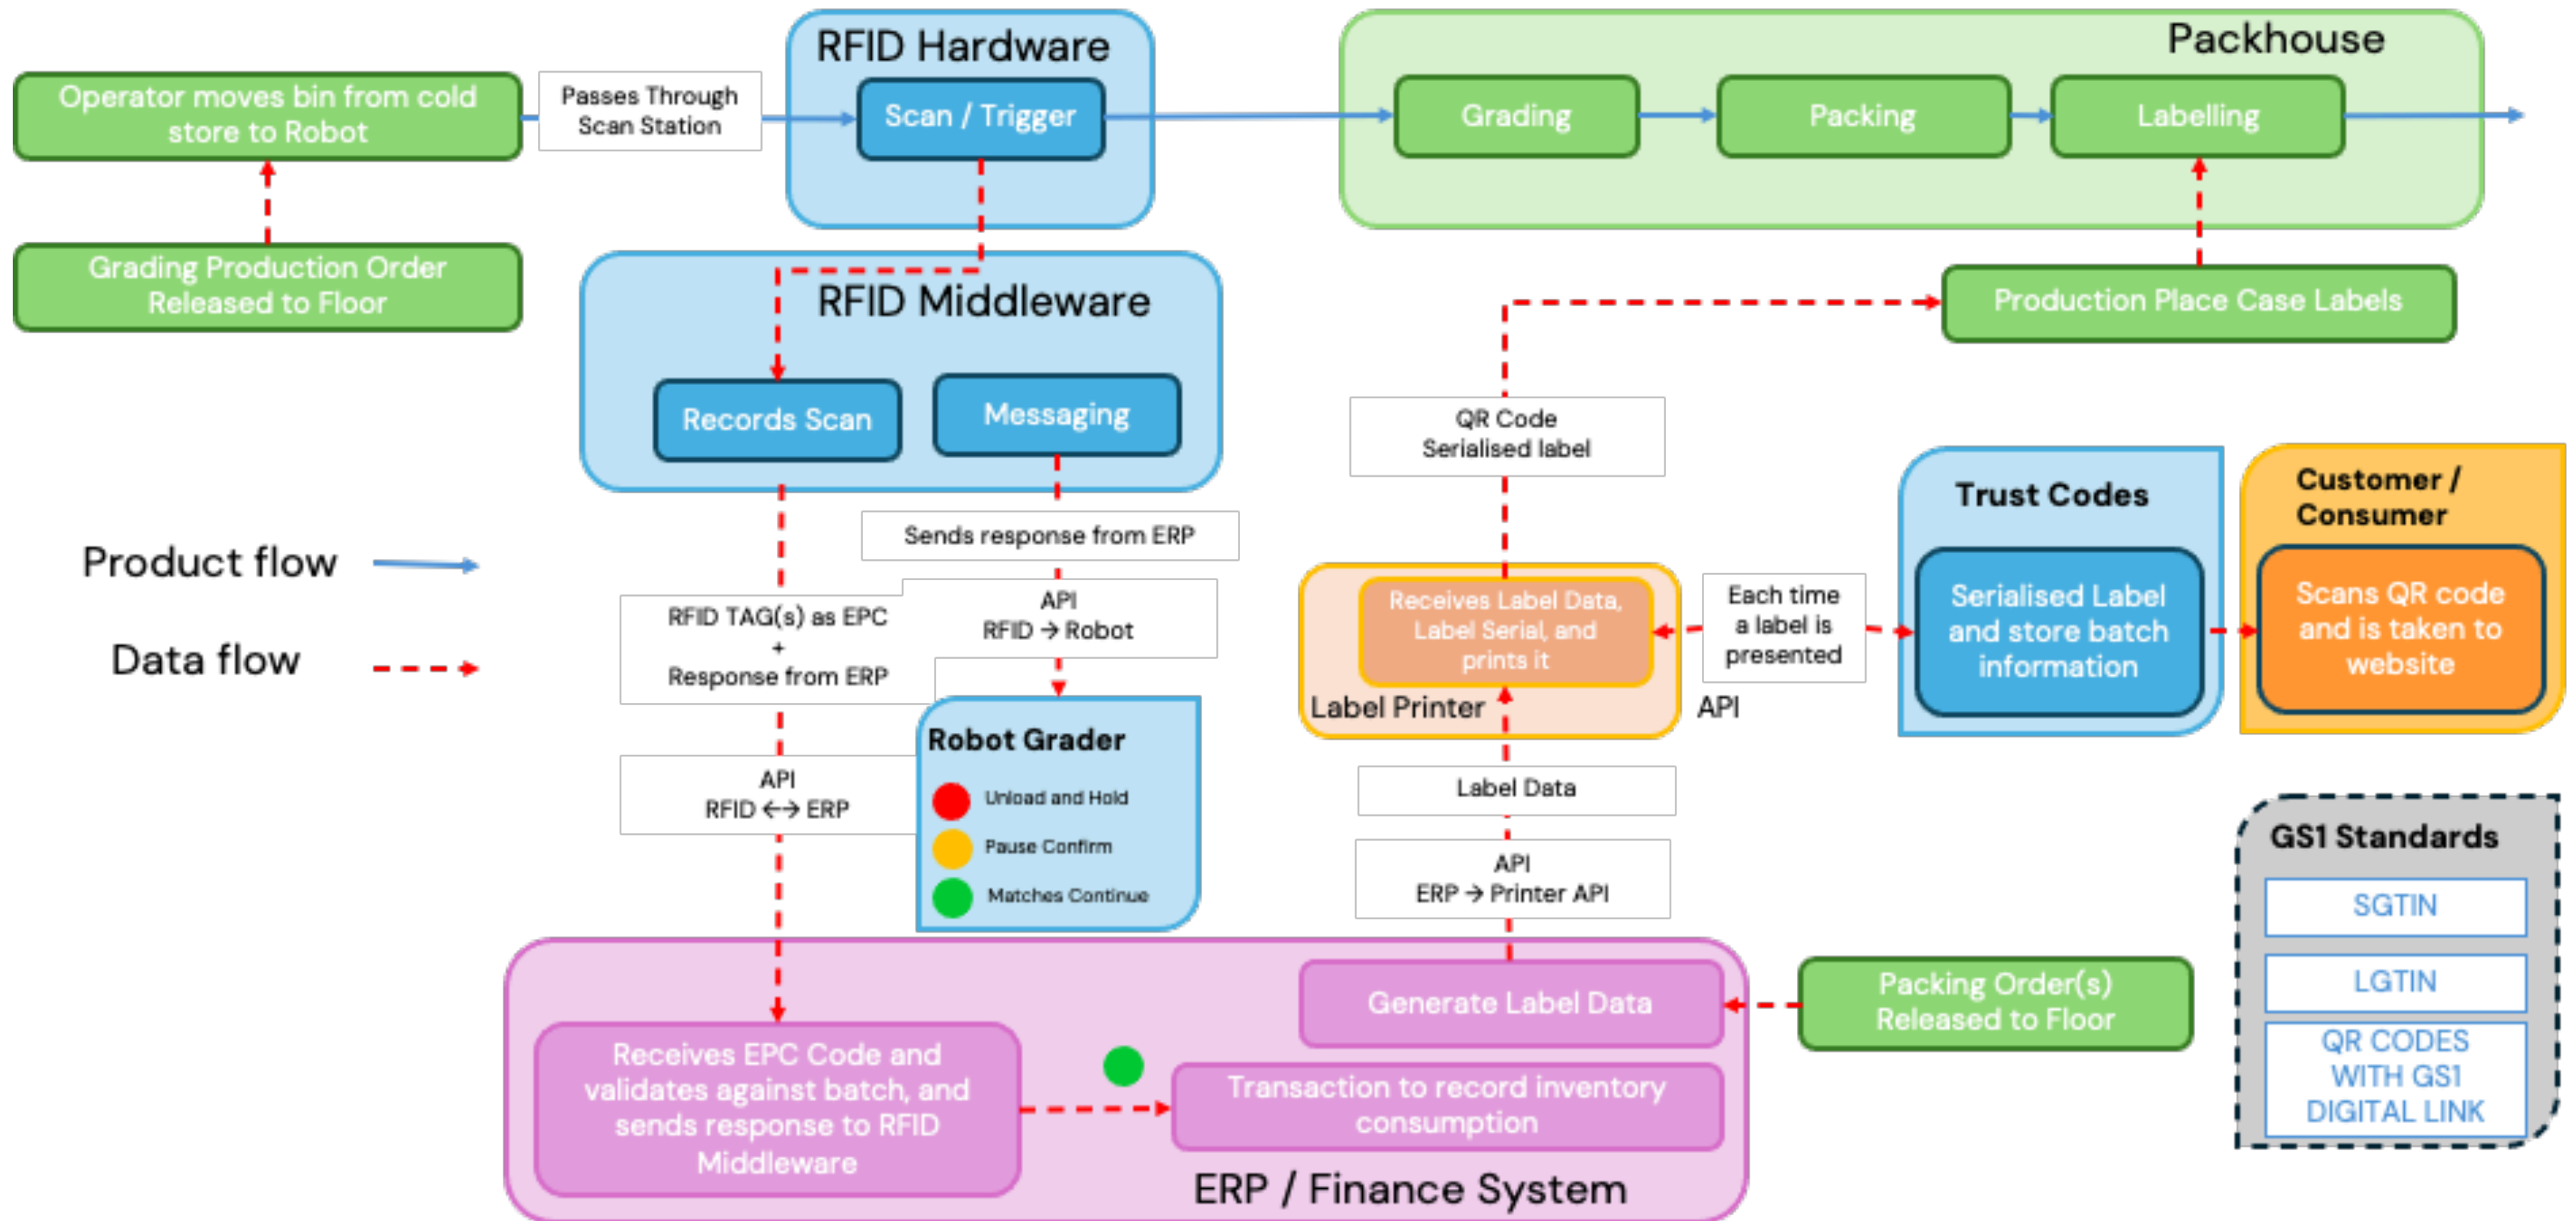 RFID Hardware
Packhouse
Operator moves bin from cold
store to Robot
Passes Through
Scan Station
Scan / Trigger
Grading
Packing
Labelling
Grading Production Order
Released to Floor
RFID Middleware
Production Place Case Labels
Records Scan
Messaging
QR Code
Serialised label
Product flow
Data flow
Sends response from ERP
RFID TAG(s) as EPC
+
Response from ERP
API
RFID → Robot
API
RFID <-> ERP
Robot Grader
Unload and Hold
Pause Confirm
Matches Continue
Receives Label Data,
Label Serial, and
prints it
Label Printer
Each time
a label is
presented
API
Trust Codes
Serialised Label
and store batch
information
Customer /
Consumer
Scans QR code
and is taken to
website
Label Data
API
ERP → Printer API
GS1 Standards
SGTIN
LGTIN
QR CODES
WITH GS1
DIGITAL LINK
Generate Label Data
Packing Order(s)
Released to Floor
Receives EPC Code and
validates against batch, and
sends response to RFID
Middleware
Transaction to record inventory
consumption
ERP / Finance System